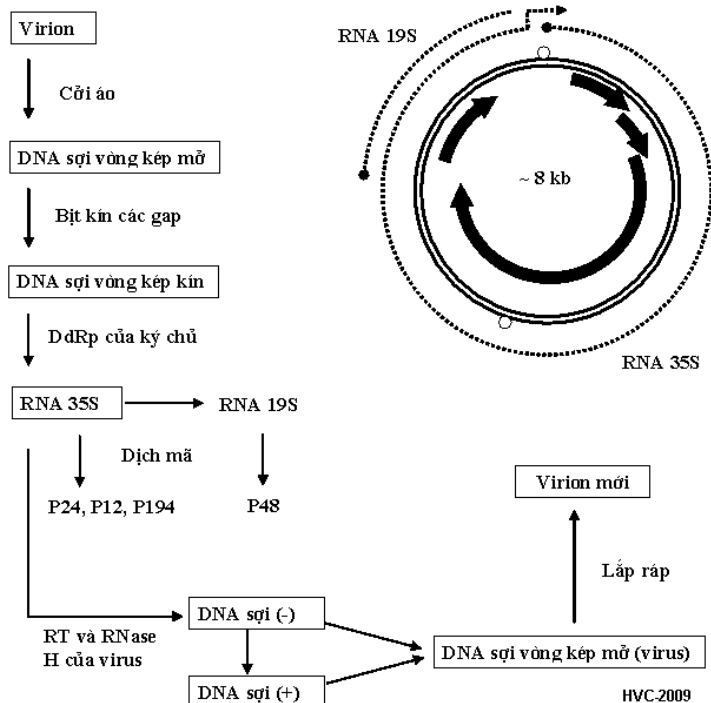 Virion
Cởi áo
DNA sợi vòng kép mở
Bịt kín các gap
DNA sợi vòng kép kín
DdRp của ký chủ
RNA 35S
RNA 19S
Dịch mã
P24, P12, P194
P48
RT và RNase
H của virus
DNA sợi (-)
DNA sợi (+)
DNA sợi vòng kép mở (virus)
Lắp ráp
Virion mới
RNA 19S
~ 8 kb
RNA 35S
HVC-2009